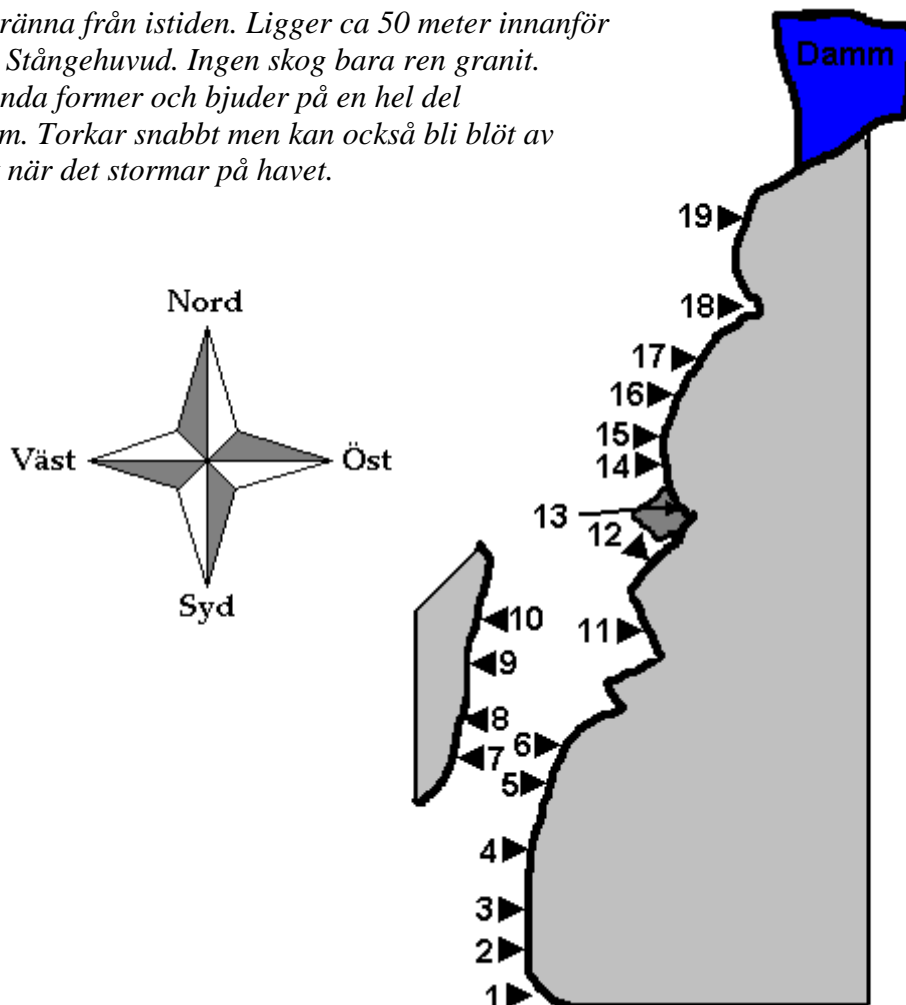 ränna från istiden. Ligger ca 50 meter innanför
Stångehuvud. Ingen skog bara ren granit.
nda former och bjuder på en hel del
m. Torkar snabbt men kan också bli blöt av
när det stormar på havet.
Damm
19
18
Nord
17
16
15
Väst
Öst
14
13
12
Syd
10
11
9
8
6
7
5
4
3
2
1